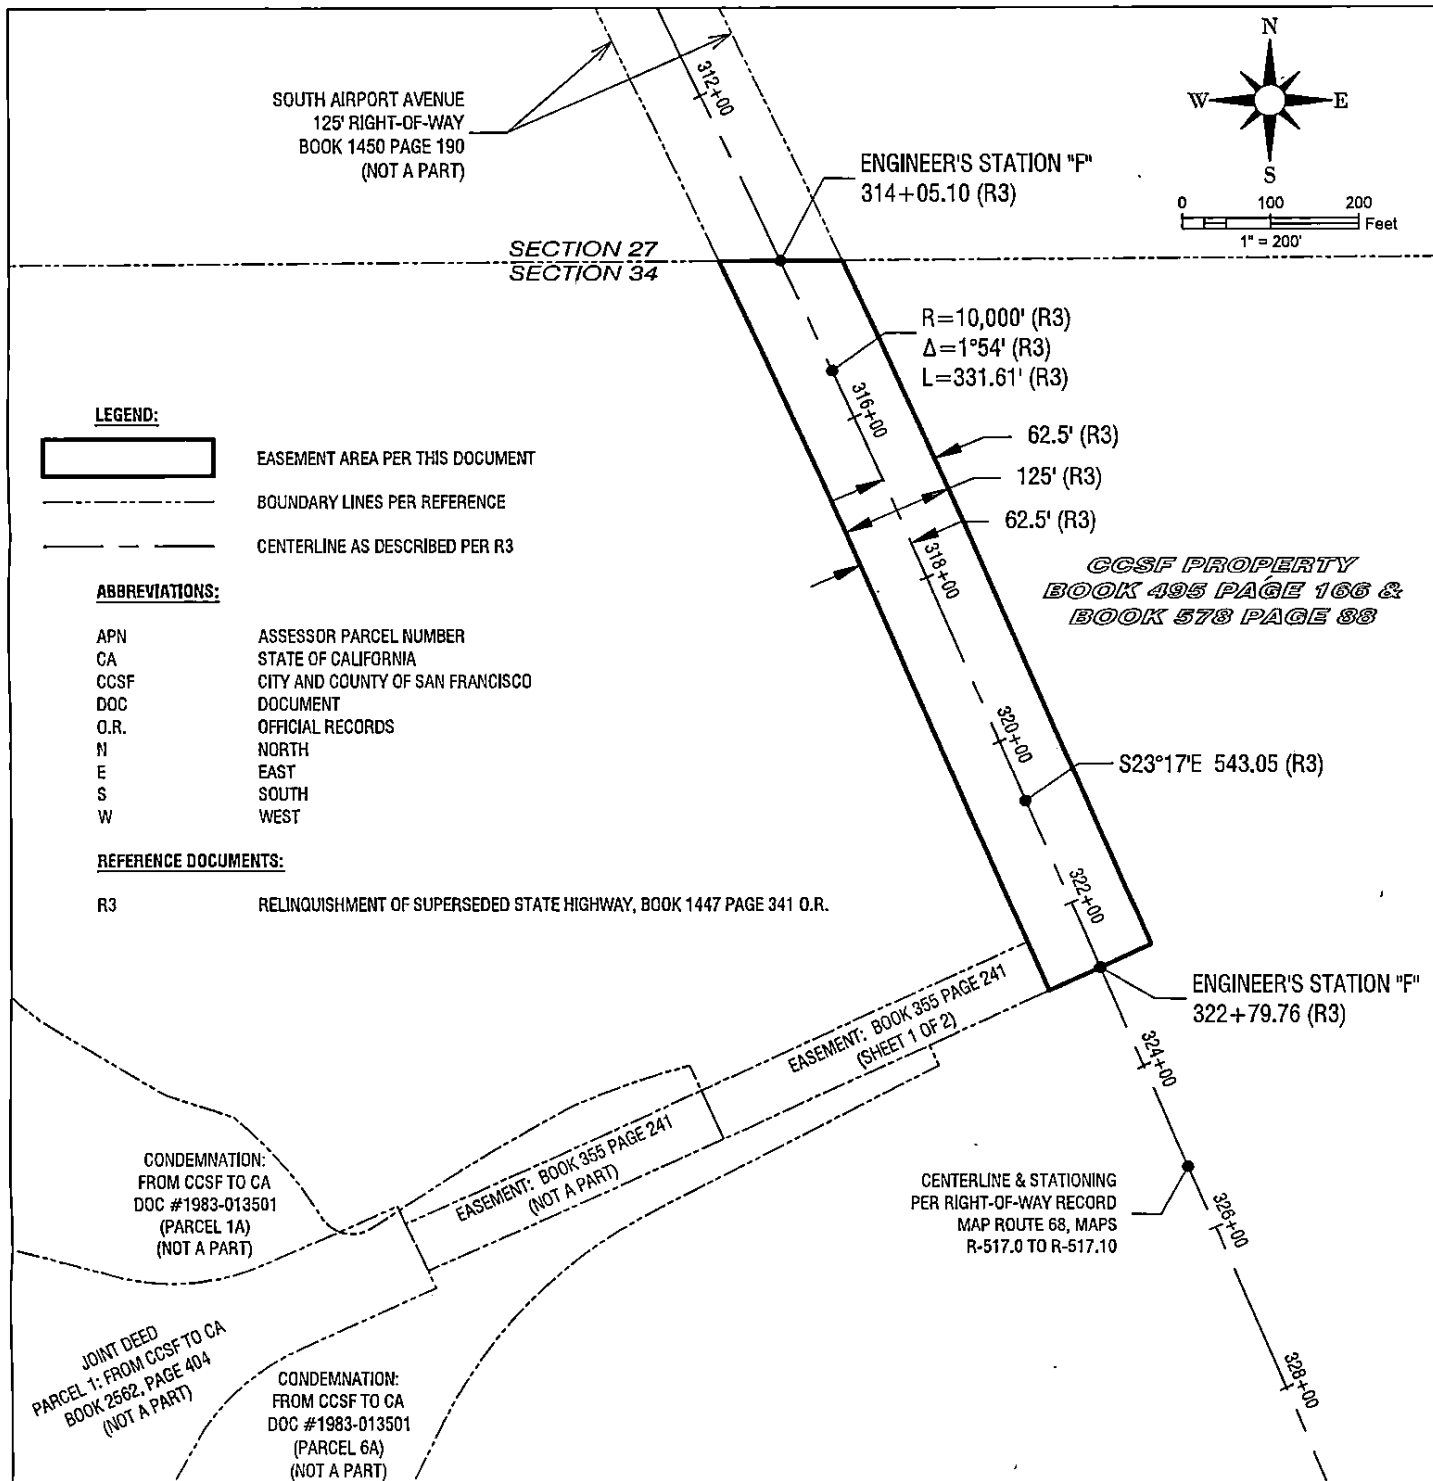 312+00
SOUTH AIRPORT AVENUE
125' RIGHT-OF-WAY
BOOK 1450 PAGE 190
(NOT A PART)
N
W
E
S
0 100 200
Feet
1" = 200'
ENGINEER'S STATION "F"
314+05.10 (R3)
SECTION 27
SECTION 34
R=10,000' (R3)
Δ=1°54' (R3)
L=331.61' (R3)
316+00
62.5' (R3)
125' (R3)
62.5' (R3)
318+00
CCSF PROPERTY
BOOK 495 PAGE 166 &
BOOK 578 PAGE 88
LEGEND:
EASEMENT AREA PER THIS DOCUMENT
BOUNDARY LINES PER REFERENCE
CENTERLINE AS DESCRIBED PER R3
ABBREVIATIONS:
APN ASSESSOR PARCEL NUMBER
CA STATE OF CALIFORNIA
CCSF CITY AND COUNTY OF SAN FRANCISCO
DOC DOCUMENT
O.R. OFFICIAL RECORDS
N NORTH
E EAST
S SOUTH
W WEST
REFERENCE DOCUMENTS:
R3 RELINQUISHMENT OF SUPERSEDED STATE HIGHWAY, BOOK 1447 PAGE 341 O.R.
320+00
S23°17'E 543.05 (R3)
322+00
ENGINEER'S STATION "F"
322+79.76 (R3)
EASEMENT: BOOK 355 PAGE 241
(SHEET 1 OF 2)
324+00
EASEMENT: BOOK 355 PAGE 241
(NOT A PART)
CONDEMNATION:
FROM CCSF TO CA
DOC #1983-013501
(PARCEL 1A)
(NOT A PART)
CENTERLINE & STATIONING
PER RIGHT-OF-WAY RECORD
MAP ROUTE 68, MAPS
R-517.0 TO R-517.10
326+00
JOINT DEED
PARCEL 1: FROM CCSF TO CA
BOOK 2562, PAGE 404
(NOT A PART)
CONDEMNATION:
FROM CCSF TO CA
DOC #1983-013501
(PARCEL 6A)
(NOT A PART)
328+00